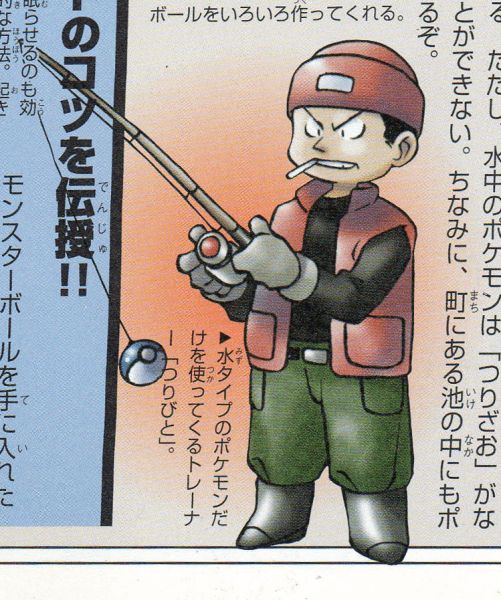 る。ただし、水中のポケモンは「つりざお」がな
とができない。ちなみに、町にある池の中にもポ
るぞ。
ボールをいろいろ作ってくれる。
▶水タイプのポケモンだ
けを使ってくるトレーナ
ー「つりびと」。
のコツを伝授!!
眠らせるのも効
的な方法。起き
モンスターボールを手に入れた